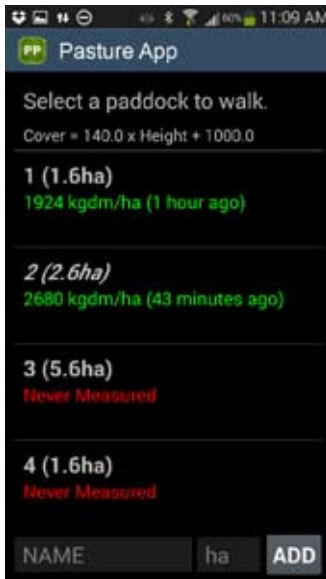 60% 11:09 AM
PP Pasture App
Select a paddock to walk.
Cover = 140.0 x Height + 1000.0
1 (1.6ha)
1924 kgdm/ha (1 hour ago)
2 (2.6ha)
2680 kgdm/ha (43 minutes ago)
3 (5.6ha)
Never Measured
4 (1.6ha)
Never Measured
NAME ha ADD